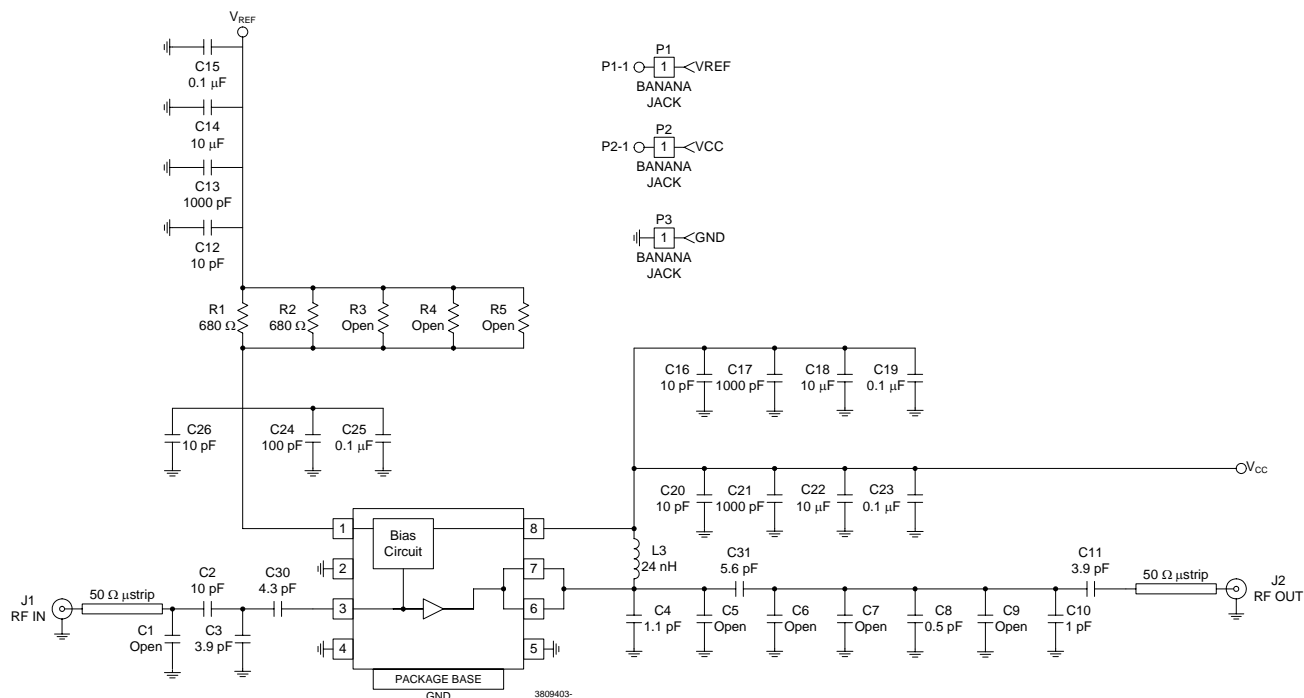 V_REF
C15
0.1 µF
C14
10 µF
C13
1000 pF
C12
10 pF
P1
P1-1 1 VREF
BANANA
JACK
P2
P2-1 1 VCC
BANANA
JACK
P3
1 GND
BANANA
JACK
R1
680 Ω
R2
680 Ω
R3
Open
R4
Open
R5
Open
C16
10 pF
C17
1000 pF
C18
10 µF
C19
0.1 µF
C26
10 pF
C24
100 pF
C25
0.1 µF
C20
10 pF
C21
1000 pF
C22
10 µF
C23
0.1 µF
V_CC
1
Bias
Circuit
8
2
7
3
6
4
5
PACKAGE BASE
GND
3809403-
J1
RF IN
50 Ω µstrip
C1
Open
C2
10 pF
C3
3.9 pF
C30
4.3 pF
L3
24 nH
C4
1.1 pF
C5
Open
C31
5.6 pF
C6
Open
C7
Open
C8
0.5 pF
C9
Open
C10
1 pF
C11
3.9 pF
50 Ω µstrip
J2
RF OUT